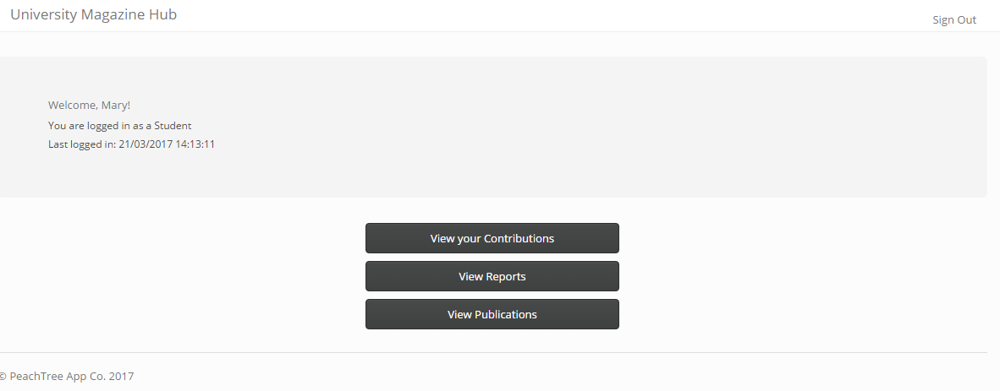 University Magazine Hub
Sign Out
Welcome, Mary!
You are logged in as a Student
Last logged in: 21/03/2017 14:13:11
View your Contributions
View Reports
View Publications
© PeachTree App Co. 2017